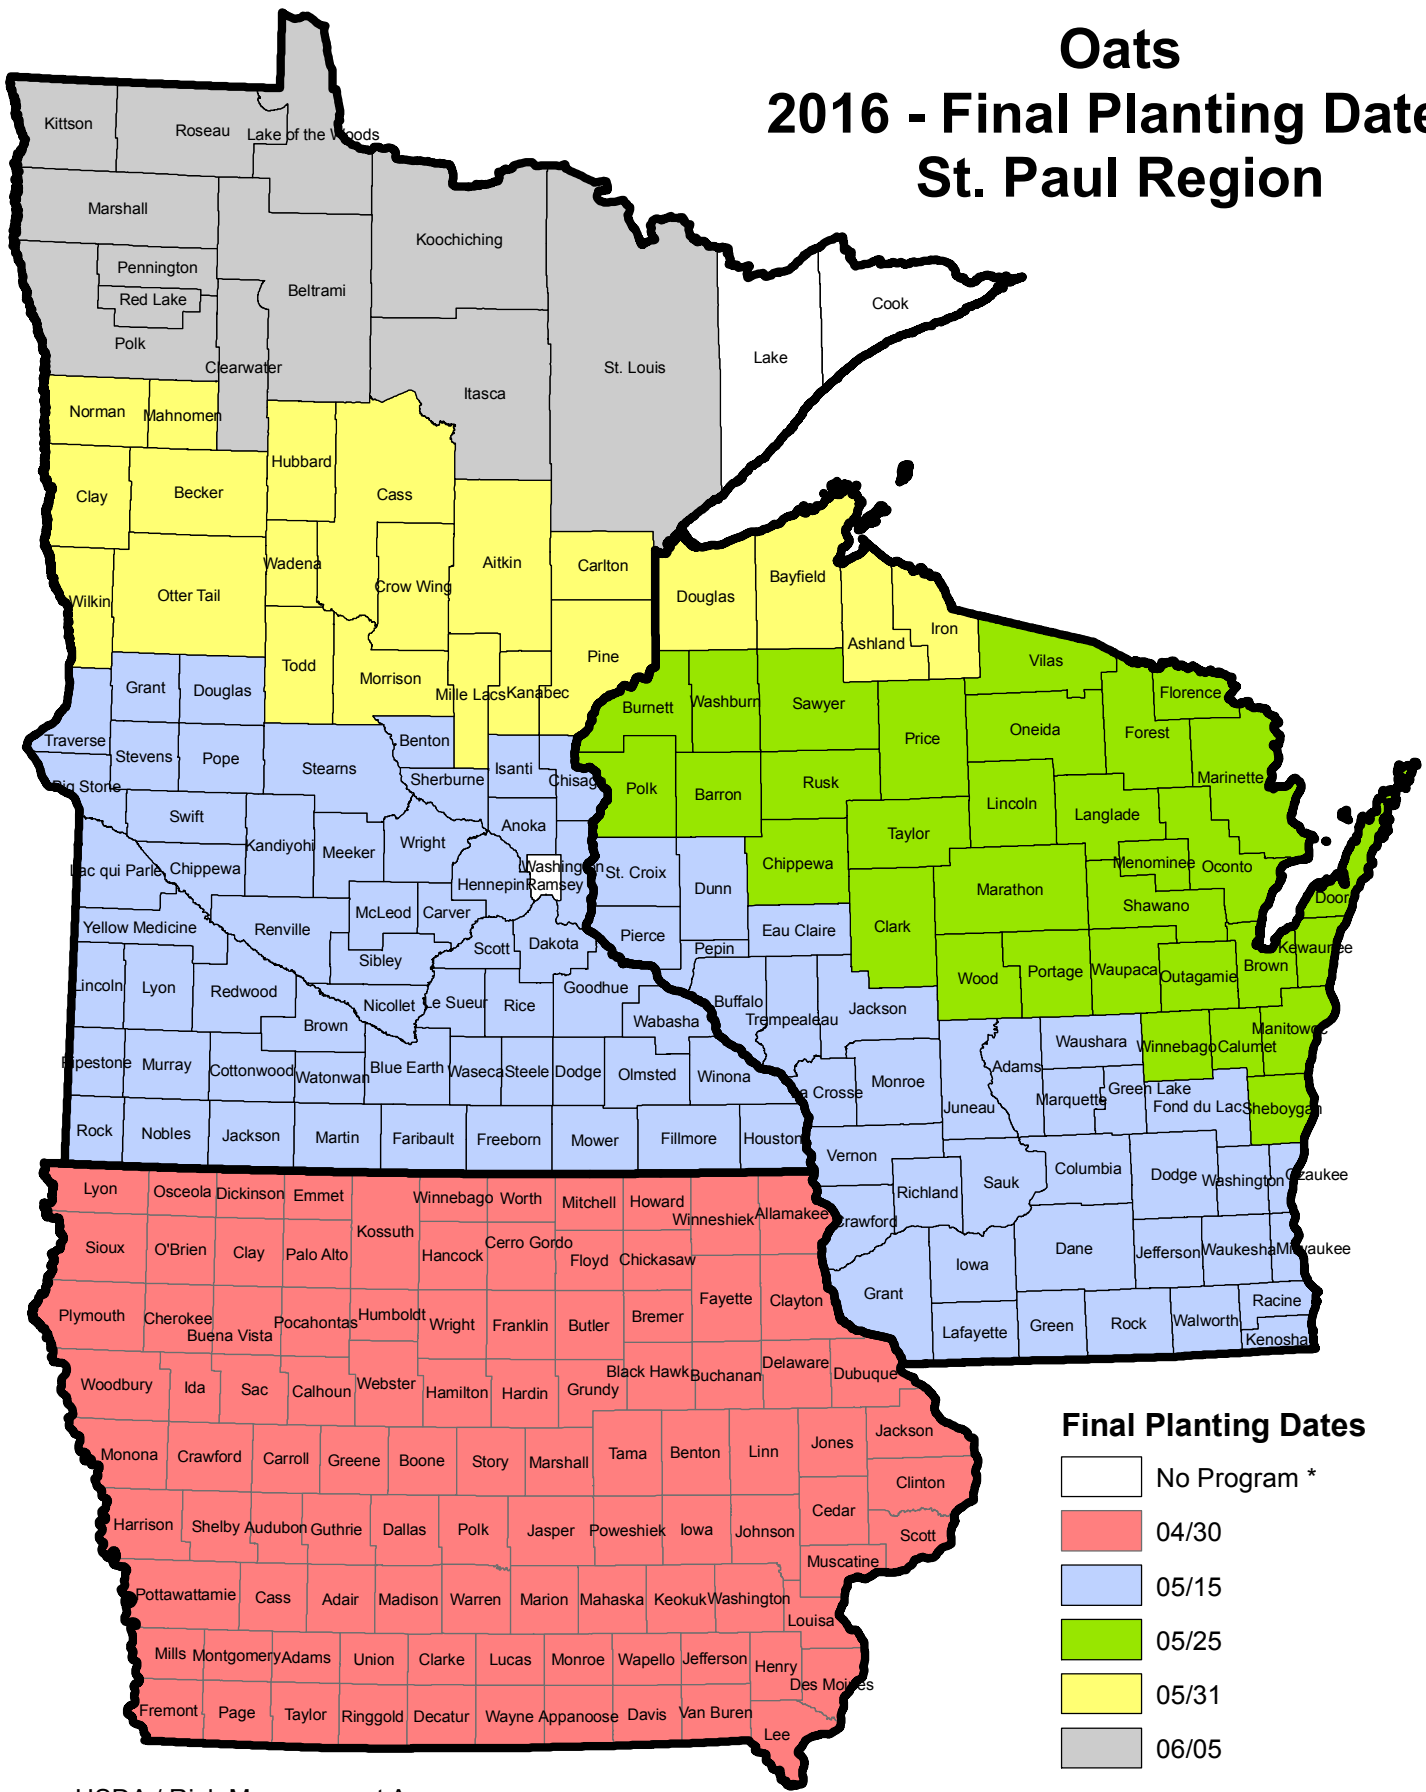 Oats
2016 - Final Planting Date
St. Paul Region
Kittson
Roseau
Lake of the Woods
Marshall
Koochiching
Pennington
Beltrami
Red Lake
Cook
Polk
Lake
Clearwater
St. Louis
Itasca
Norman
Mahnomen
Hubbard
Clay
Becker
Cass
Wadena
Aitkin
Carlton
Bayfield
Crow Wing
Otter Tail
Wilkin
Douglas
Iron
Ashland
Todd
Pine
Vilas
Morrison
Grant
Douglas
Mille Lacs
Kanabec
Florence
Burnett
Washburn
Sawyer
Oneida
Forest
Price
Traverse
Benton
Stevens
Pope
Stearns
Isanti
Sherburne
Chisag
Marinette
Big Stone
Polk
Barron
Rusk
Lincoln
Langlade
Swift
Anoka
Taylor
Kandiyohi
Meeker
Wright
Lac qui Parle
Chippewa
Washington
St. Croix
Chippewa
Menominee
Oconto
Hennepin
Ramsey
Dunn
Marathon
Door
McLeod
Carver
Shawano
Yellow Medicine
Renville
Clark
Pierce
Eau Claire
Scott
Dakota
Pepin
Kewaunee
Sibley
Wood
Portage
Waupaca
Outagamie
Brown
Lincoln
Lyon
Redwood
Goodhue
Nicollet
Le Sueur
Rice
Buffalo
Trempealeau
Jackson
Brown
Wabasha
Manitowoc
Waushara
Winnebago
Calumet
Pipestone
Murray
Cottonwood
Watonwan
Blue Earth
Waseca
Steele
Dodge
Olmsted
Winona
Adams
La Crosse
Monroe
Green Lake
Marquette
Juneau
Fond du Lac
Sheboygan
Rock
Nobles
Jackson
Martin
Faribault
Freeborn
Mower
Fillmore
Houston
Vernon
Columbia
Dodge
Washington
Ozaukee
Richland
Sauk
Lyon
Osceola
Dickinson
Emmet
Winnebago
Worth
Mitchell
Howard
Winneshiek
Allamakee
Crawford
Kossuth
Sioux
O'Brien
Clay
Palo Alto
Hancock
Cerro Gordo
Floyd
Chickasaw
Dane
Jefferson
Waukesha
Milwaukee
Iowa
Grant
Plymouth
Cherokee
Buena Vista
Pocahontas
Humboldt
Wright
Franklin
Butler
Bremer
Fayette
Clayton
Racine
Lafayette
Green
Rock
Walworth
Kenosha
Woodbury
Ida
Sac
Calhoun
Webster
Hamilton
Hardin
Grundy
Black Hawk
Buchanan
Delaware
Dubuque
Monona
Crawford
Carroll
Greene
Boone
Story
Marshall
Tama
Benton
Linn
Jones
Jackson
Clinton
Harrison
Shelby
Audubon
Guthrie
Dallas
Polk
Jasper
Poweshiek
Iowa
Johnson
Cedar
Scott
Muscatine
Pottawattamie
Cass
Adair
Madison
Warren
Marion
Mahaska
Keokuk
Washington
Louisa
Mills
Montgomery
Adams
Union
Clarke
Lucas
Monroe
Wapello
Jefferson
Henry
Des Moines
Fremont
Page
Taylor
Ringgold
Decatur
Wayne
Appanoose
Davis
Van Buren
Lee
Final Planting Dates
No Program *
04/30
05/15
05/25
05/31
06/05